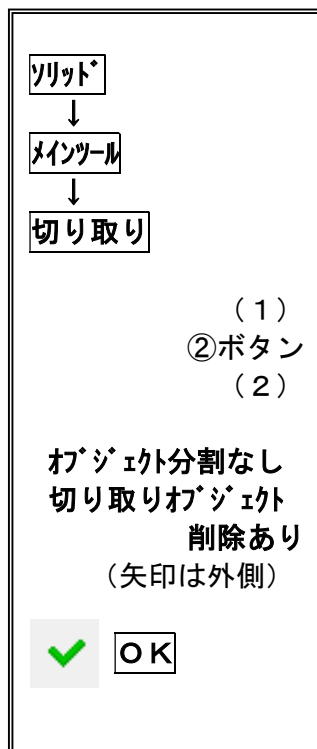 ｿﾘｯﾄﾞ
↓
ﾒｲﾝﾂｰﾙ
↓
切り取り
（１）
②ボタン
（２）
ｵﾌﾞｼﾞｪｸﾄ分割なし
切り取りｵﾌﾞｼﾞｪｸﾄ
削除あり
（矢印は外側）
ＯＫ